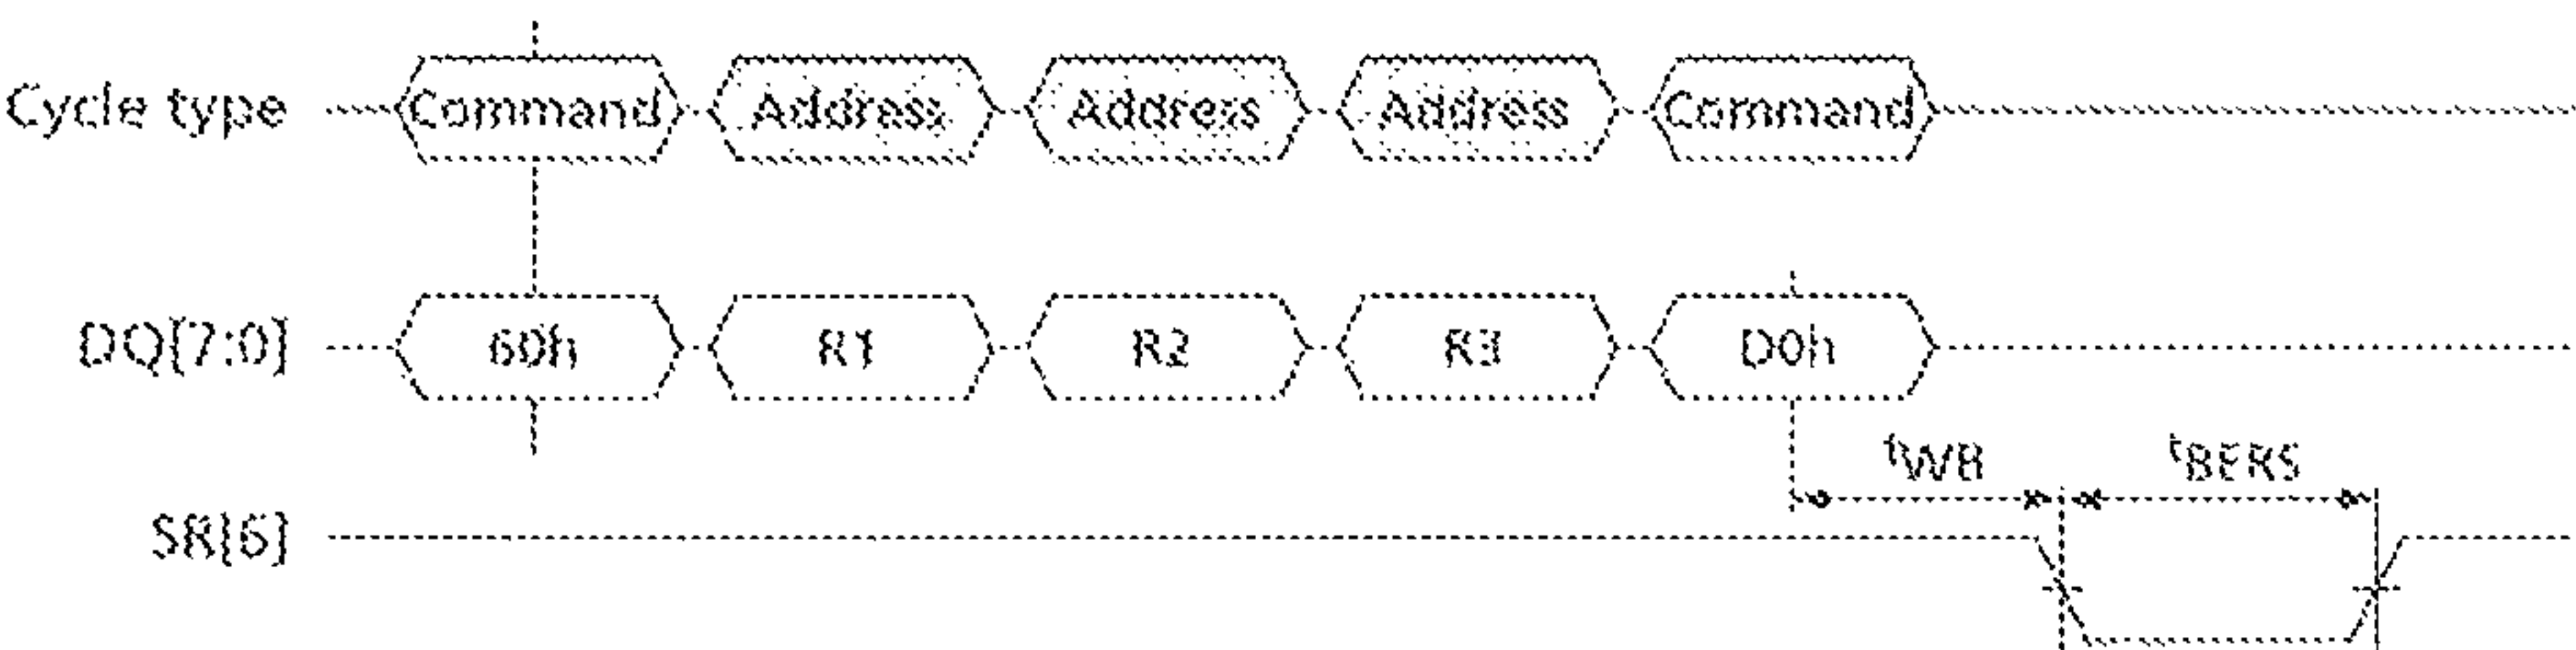 Cycle type Command Address Address Address Command
DQ[7:0] 60h R1 R2 R3 D0h
tWB tBERS
SR[6]